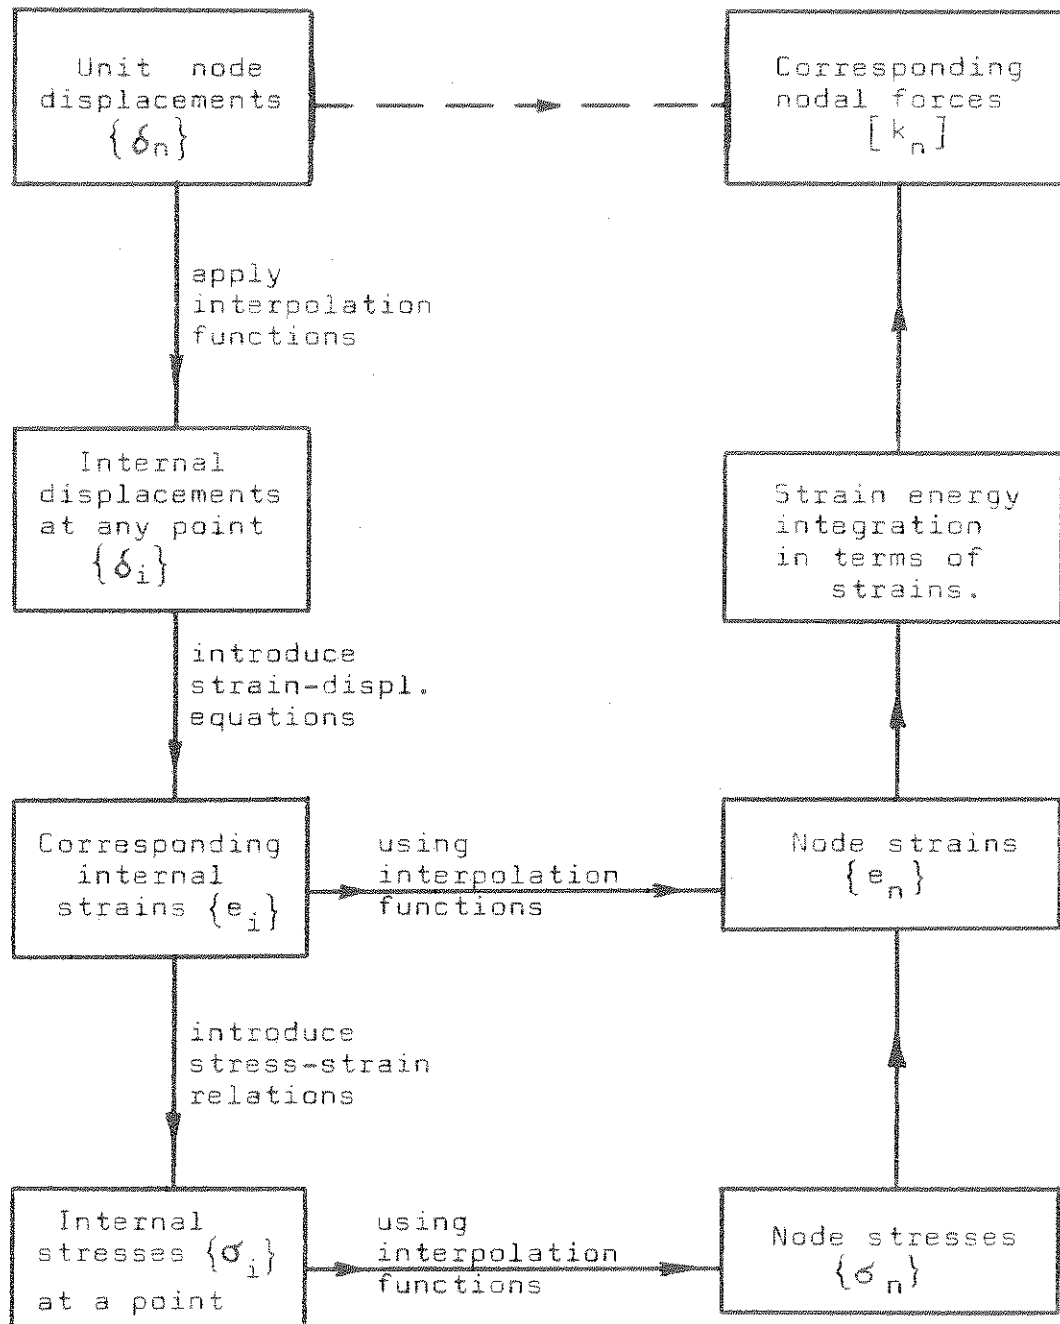 Unit node
displacements
{δn}
Corresponding
nodal forces
[kn]
apply
interpolation
functions
Internal
displacements
at any point
{δi}
Strain energy
integration
in terms of
strains.
introduce
strain-displ.
equations
Corresponding
internal
strains {ei}
using
interpolation
functions
Node strains
{en}
introduce
stress-strain
relations
Internal
stresses {σi}
at a point
using
interpolation
functions
Node stresses
{σn}